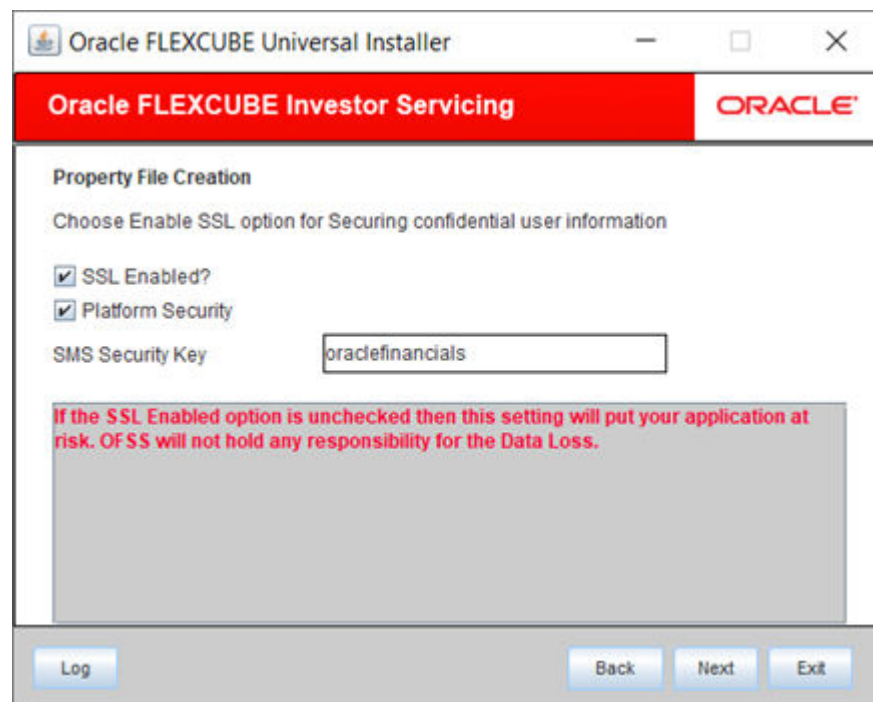 Oracle FLEXCUBE Universal Installer
Oracle FLEXCUBE Investor Servicing
ORACLE
Property File Creation
Choose Enable SSL option for Securing confidential user information
SSL Enabled?
Platform Security
SMS Security Key oraclefinancials
If the SSL Enabled option is unchecked then this setting will put your application at
risk. OFSS will not hold any responsibility for the Data Loss.
Log Back Next Exit